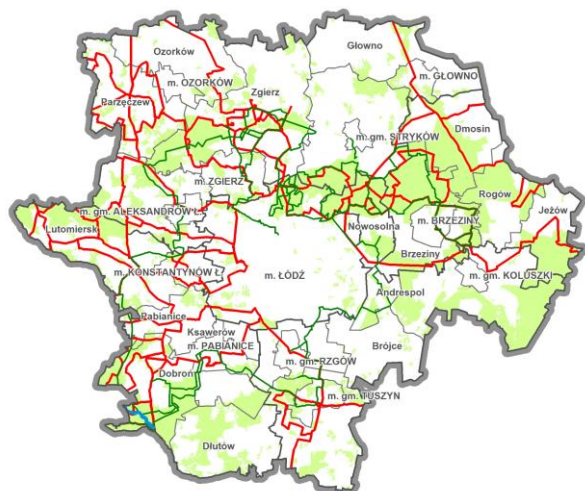 Ozorków
Głowno
m. OZORKÓW
m. GŁOWNO
Zgierz
Parzęczew
m. gm. STRYKÓW
Dmosin
m. ZGIERZ
Rogów
m. gm. ALEKSANDRÓW Ł.
Jeżów
Lutomiersk
Nowosolna
m. BRZEZINY
Brzeziny
m. KONSTANTYNÓW Ł.
m. ŁÓDŹ
m. gm. KOLUSZKI
Andrespol
Pabianice
Ksawerów
m. PABIANICE
Brójce
Dobroń
m. gm. RZGÓW
m. gm. TUSZYN
Dłutów